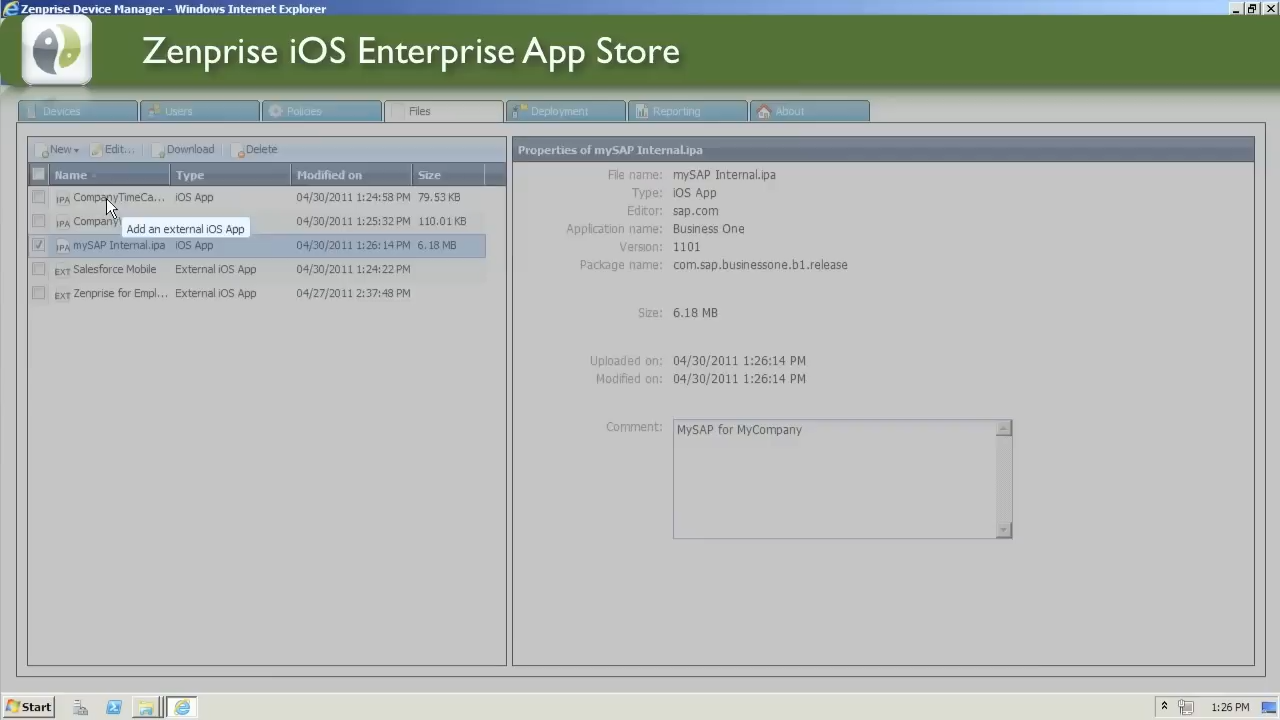 Zenprise Device Manager - Windows Internet Explorer
Zenprise iOS Enterprise App Store
Devices Users Policies Files Deployment Reporting About
New Edit... Download Delete
Name Type Modified on Size
IPA CompanyTimeCa... iOS App 04/30/2011 1:24:58 PM 79.53 KB
IPA Company 04/30/2011 1:25:32 PM 110.01 KB
Add an external iOS App
IPA mySAP Internal.ipa iOS App 04/30/2011 1:26:14 PM 6.18 MB
EXT Salesforce Mobile External iOS App 04/30/2011 1:24:22 PM
EXT Zenprise for Empl... External iOS App 04/27/2011 2:37:48 PM
Properties of mySAP Internal.ipa
File name: mySAP Internal.ipa
Type: iOS App
Editor: sap.com
Application name: Business One
Version: 1101
Package name: com.sap.businessone.b1.release
Size: 6.18 MB
Uploaded on: 04/30/2011 1:26:14 PM
Modified on: 04/30/2011 1:26:14 PM
Comment: MySAP for MyCompany
Start 1:26 PM